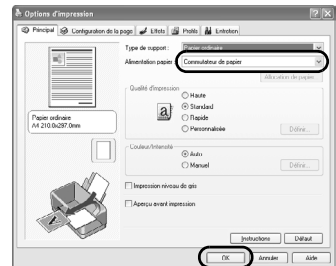 Options d'impression
Principal
Configuration de la page
Effets
Profils
Entretien
Type de support :
Papier ordinaire
Alimentation papier :
Commutateur de papier
Allocation de papier...
Qualité d'impression
Haute
Standard
Rapide
Personnalisée
Définir...
Papier ordinaire
A4 210.0x297.0mm
Couleur/Intensité
Auto
Manuel
Définir...
Impression niveau de gris
Aperçu avant impression
Instructions
Défaut
OK
Annuler
Aide